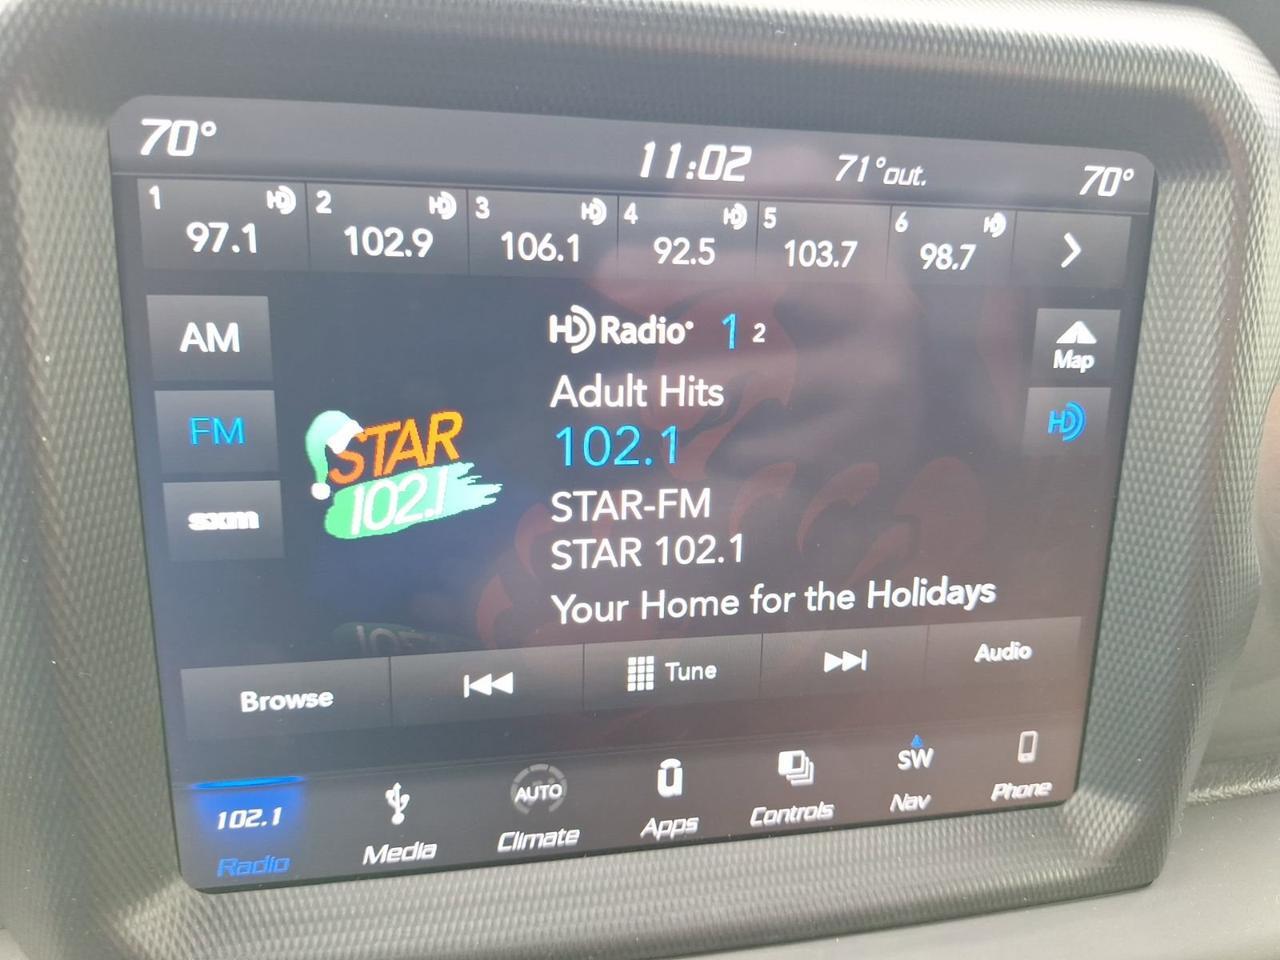 70°
11:02
71°out.
70°
1
97.1
2
102.9
3
106.1
4
92.5
5
103.7
6
98.7
AM
FM
sxm
STAR
102.1
HD Radio
1 2
Adult Hits
102.1
STAR-FM
STAR 102.1
Your Home for the Holidays
Map
HD
Browse
Tune
Audio
102.1
Radio
Media
AUTO
Climate
Apps
Controls
SW
Nav
Phone